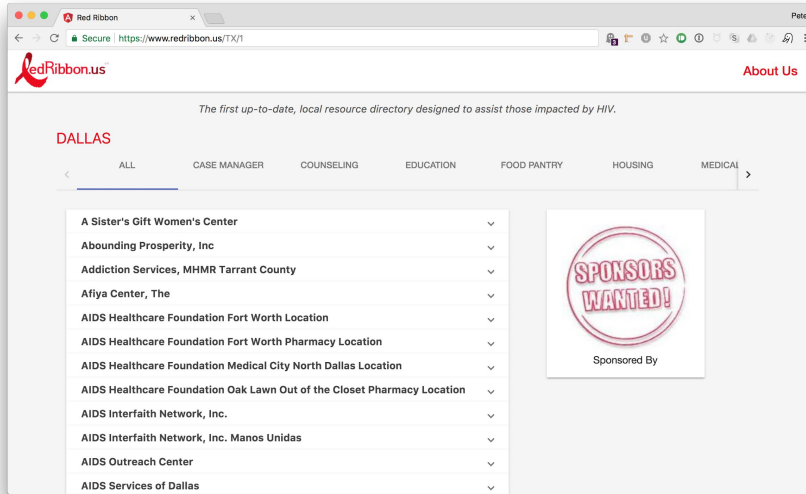 Red Ribbon
Pete
Secure | https://www.redribbon.us/TX/1
edRibbon.us
About Us
The first up-to-date, local resource directory designed to assist those impacted by HIV.
DALLAS
ALL CASE MANAGER COUNSELING EDUCATION FOOD PANTRY HOUSING MEDICAL
A Sister's Gift Women's Center
Abounding Prosperity, Inc
Addiction Services, MHMR Tarrant County
Afiya Center, The
AIDS Healthcare Foundation Fort Worth Location
AIDS Healthcare Foundation Fort Worth Pharmacy Location
AIDS Healthcare Foundation Medical City North Dallas Location
AIDS Healthcare Foundation Oak Lawn Out of the Closet Pharmacy Location
AIDS Interfaith Network, Inc.
AIDS Interfaith Network, Inc. Manos Unidas
AIDS Outreach Center
AIDS Services of Dallas
SPONSORS
WANTED!
Sponsored By